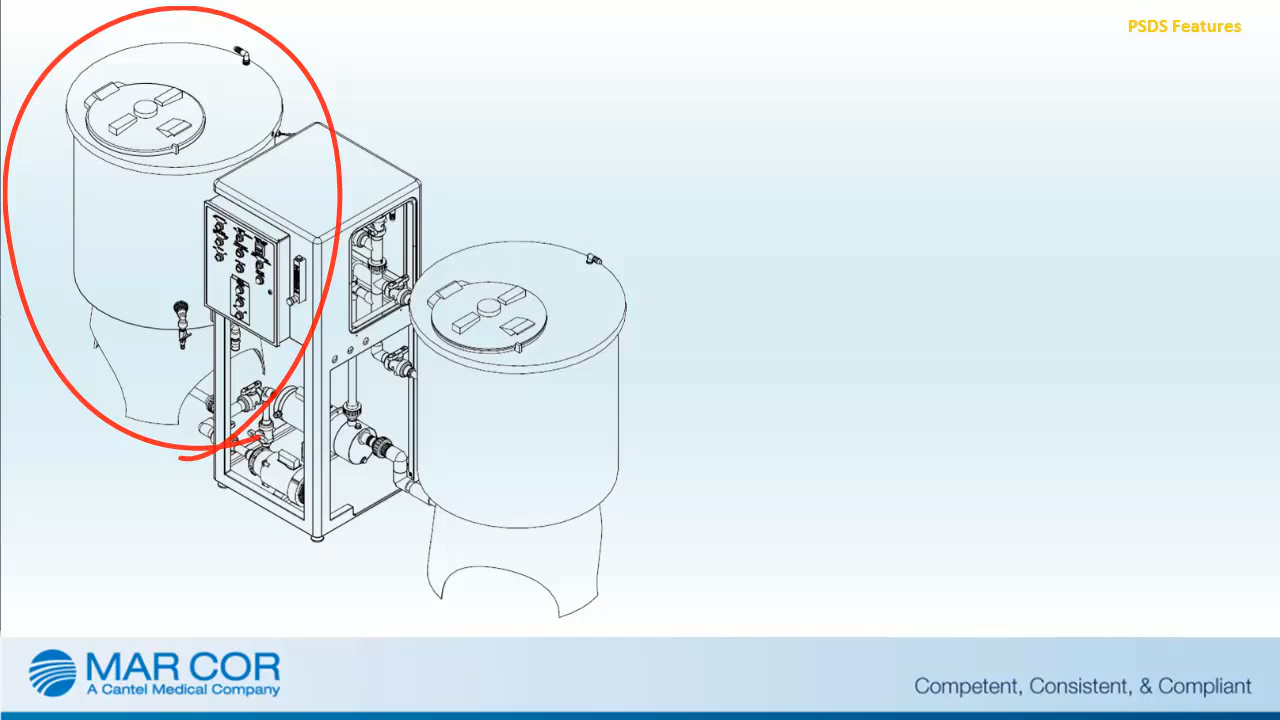 PSDS Features
MAR COR
A Cantel Medical Company
Competent, Consistent, & Compliant